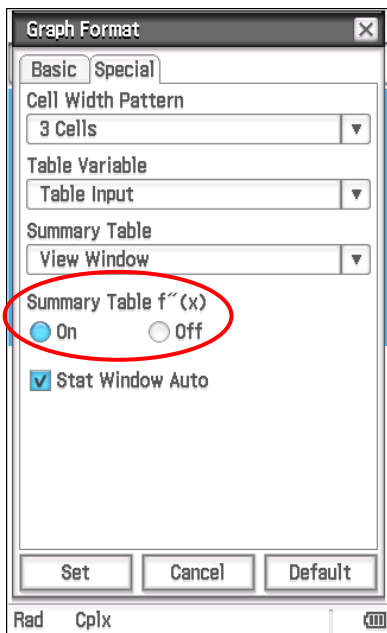 Graph Format
Basic Special
Cell Width Pattern
3 Cells
Table Variable
Table Input
Summary Table
View Window
Summary Table f″(x)
On Off
Stat Window Auto
Set Cancel Default
Rad Cplx